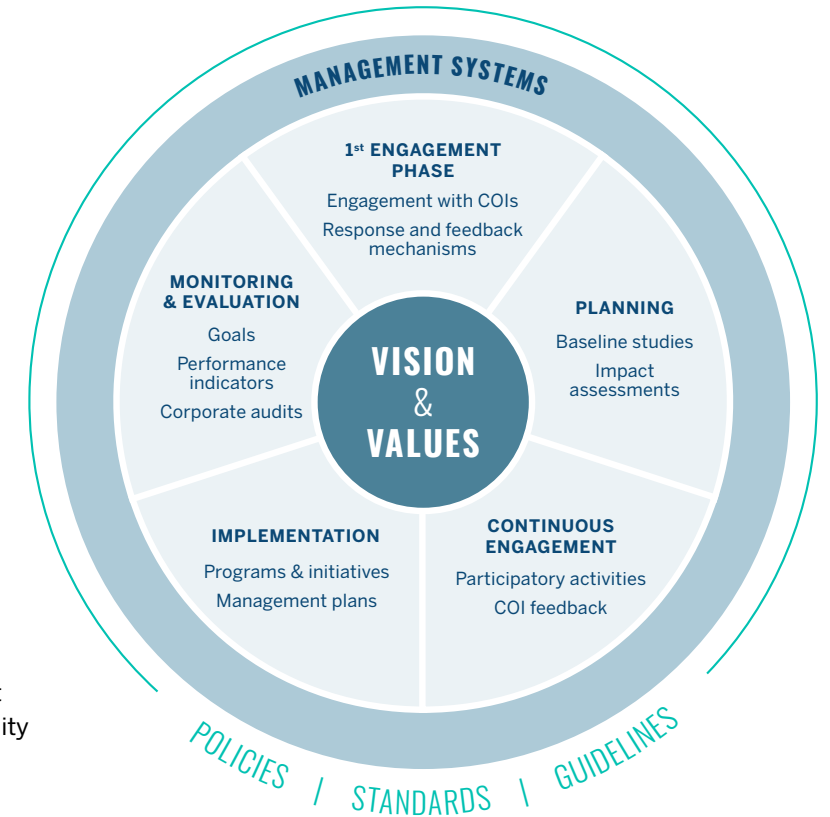 MANAGEMENT SYSTEMS
1st ENGAGEMENT
PHASE
Engagement with COIs
Response and feedback
mechanisms
PLANNING
Baseline studies
Impact
assessments
CONTINUOUS
ENGAGEMENT
Participatory activities
COI feedback
IMPLEMENTATION
Programs & initiatives
Management plans
MONITORING
& EVALUATION
Goals
Performance
indicators
Corporate audits
VISION
&
VALUES
ity
POLICIES | STANDARDS | GUIDELINES